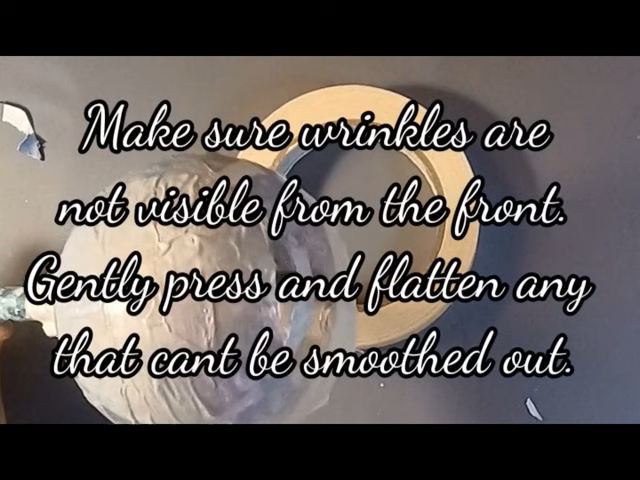 Make sure wrinkles are
not visible from the front.
Gently press and flatten any
that cant be smoothed out.